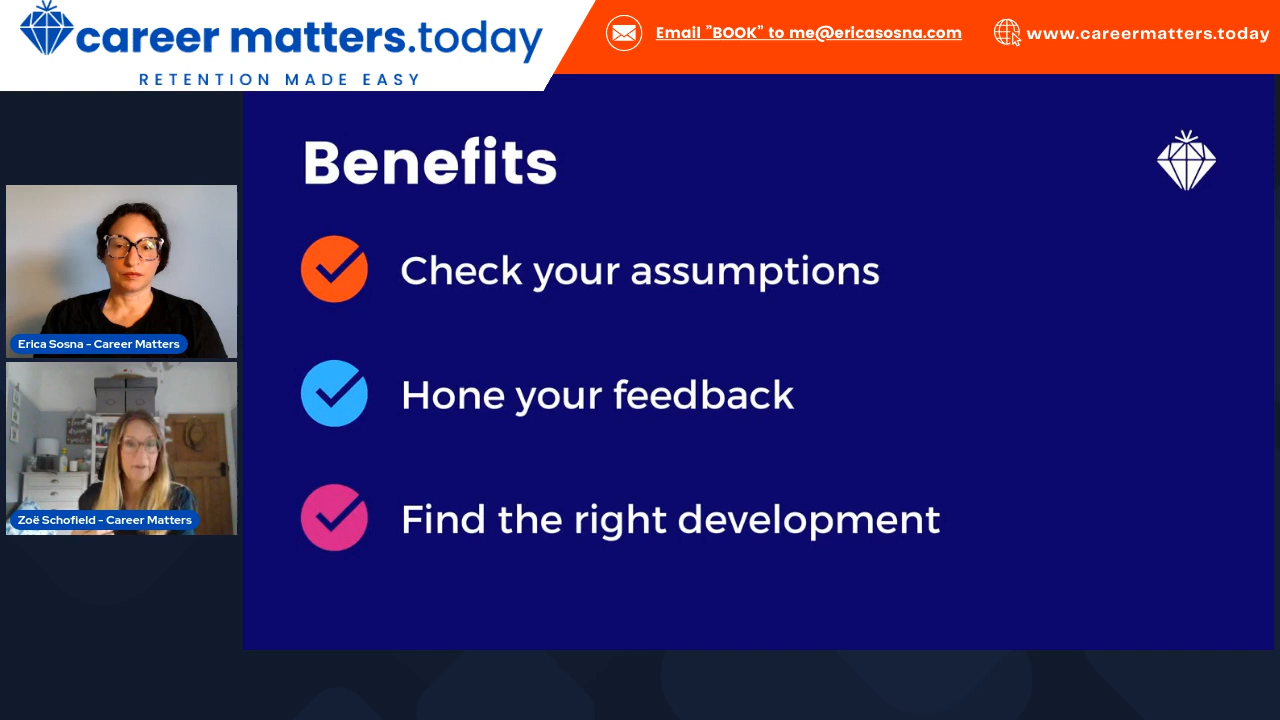 career matters.today
RETENTION MADE EASY
Email "BOOK" to me@ericasosna.com
www.careermatters.today
Benefits
Check your assumptions
Hone your feedback
Find the right development
Erica Sosna - Career Matters
Zoë Schofield - Career Matters